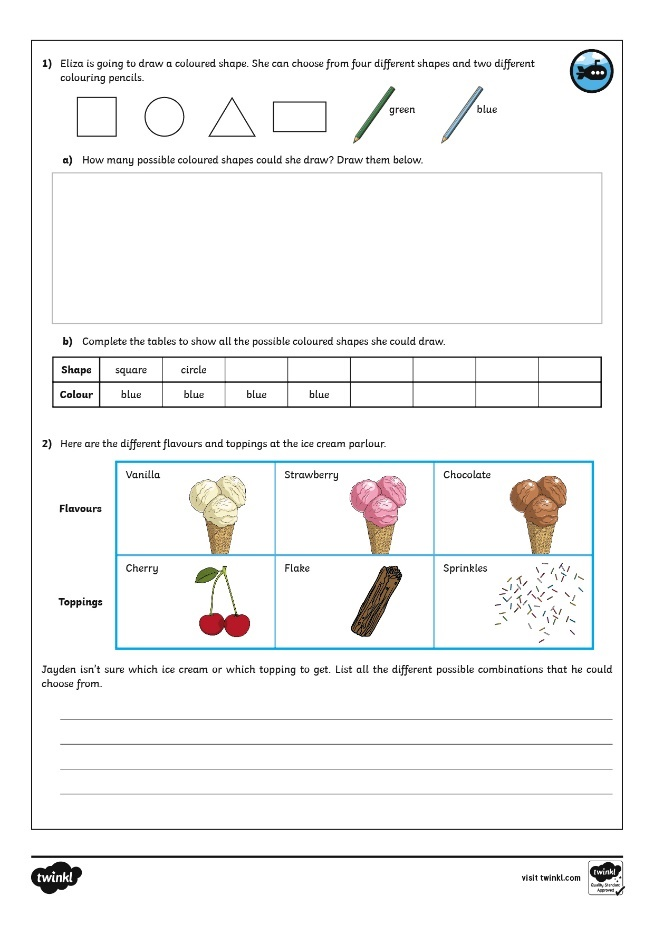 1) Eliza is going to draw a coloured shape. She can choose from four different shapes and two different
colouring pencils.
green
blue
a) How many possible coloured shapes could she draw? Draw them below.
b) Complete the tables to show all the possible coloured shapes she could draw.
Shape square circle
Colour blue blue blue blue
2) Here are the different flavours and toppings at the ice cream parlour.
Flavours
Vanilla
Strawberry
Chocolate
Toppings
Cherry
Flake
Sprinkles
Jayden isn't sure which ice cream or which topping to get. List all the different possible combinations that he could
choose from.
twinkl
visit twinkl.com
twinkl
Quality Standard
Approved